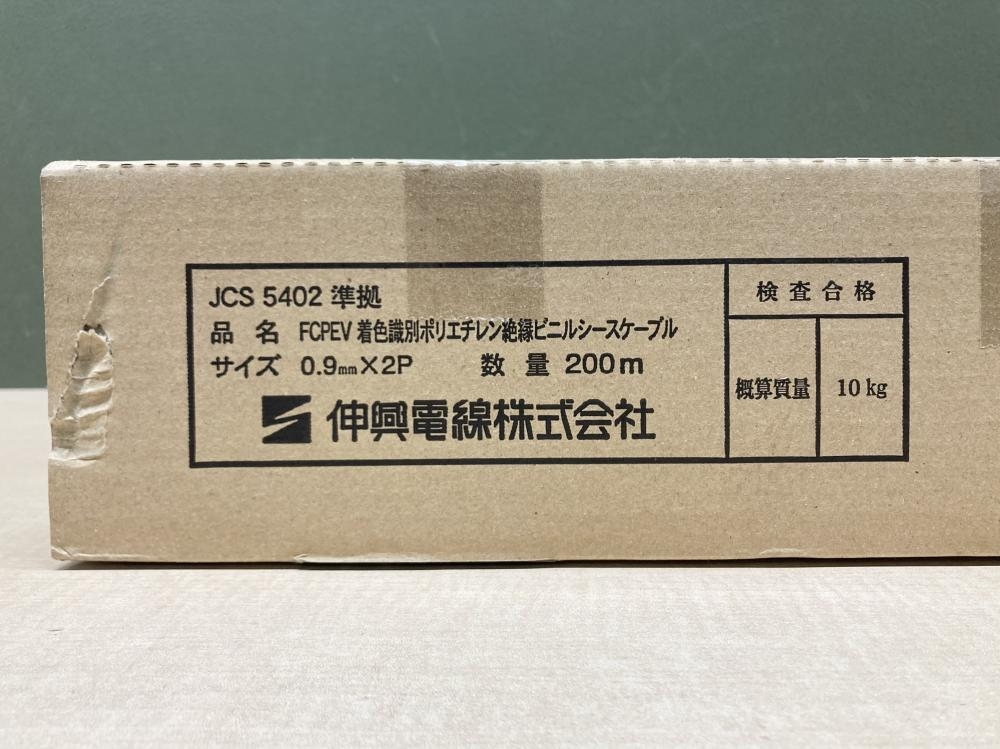 JCS 5402 準拠
品 名 FCPEV 着色識別ポリエチレン絶縁ビニルシースケーブル
サイズ 0.9mm×2P 数 量 200m
伸興電線株式会社
検 査 合 格
概算質量 10kg